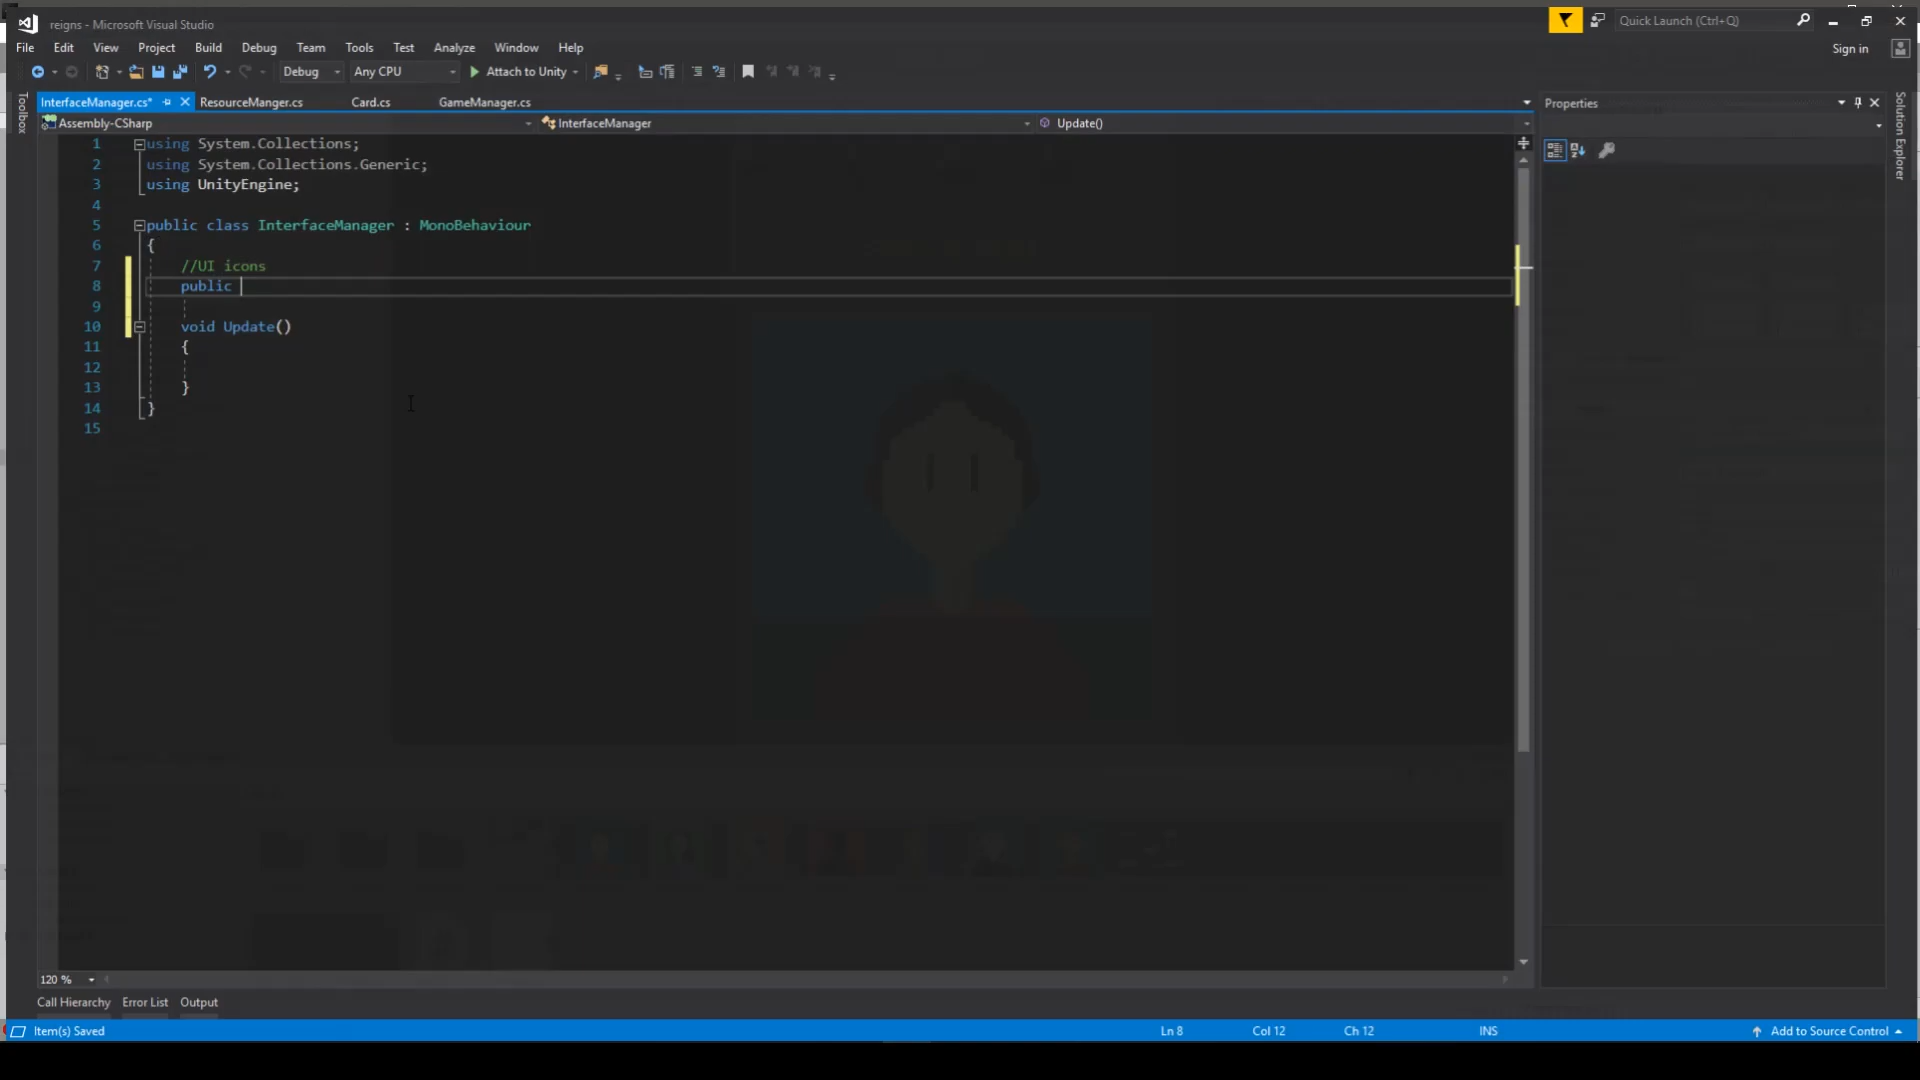 reigns - Microsoft Visual Studio
Quick Launch (Ctrl+Q)
File Edit View Project Build Debug Team Tools Test Analyze Window Help
Sign in
Debug Any CPU Attach to Unity
InterfaceManager.cs* ResourceManger.cs Card.cs GameManager.cs
Properties
Toolbox
Solution Explorer
Assembly-CSharp InterfaceManager Update()
1 using System.Collections;
2 using System.Collections.Generic;
3 using UnityEngine;
4
5 public class InterfaceManager : MonoBehaviour
6 {
7 //UI icons
8 public
9
10 void Update()
11 {
12
13 }
14 }
15
120 %
Call Hierarchy Error List Output
Item(s) Saved Ln 8 Col 12 Ch 12 INS Add to Source Control